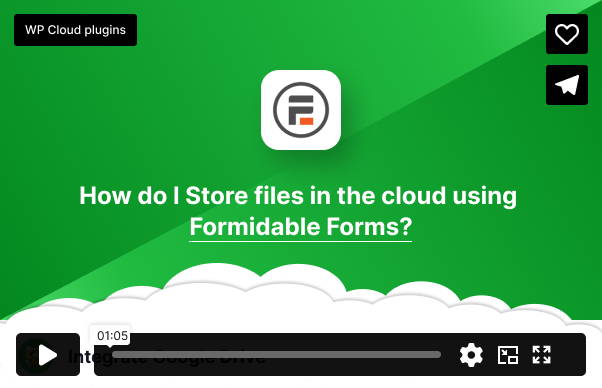 WP Cloud plugins
How do I Store files in the cloud using
Formidable Forms?
01:05
Integrate Google Drive